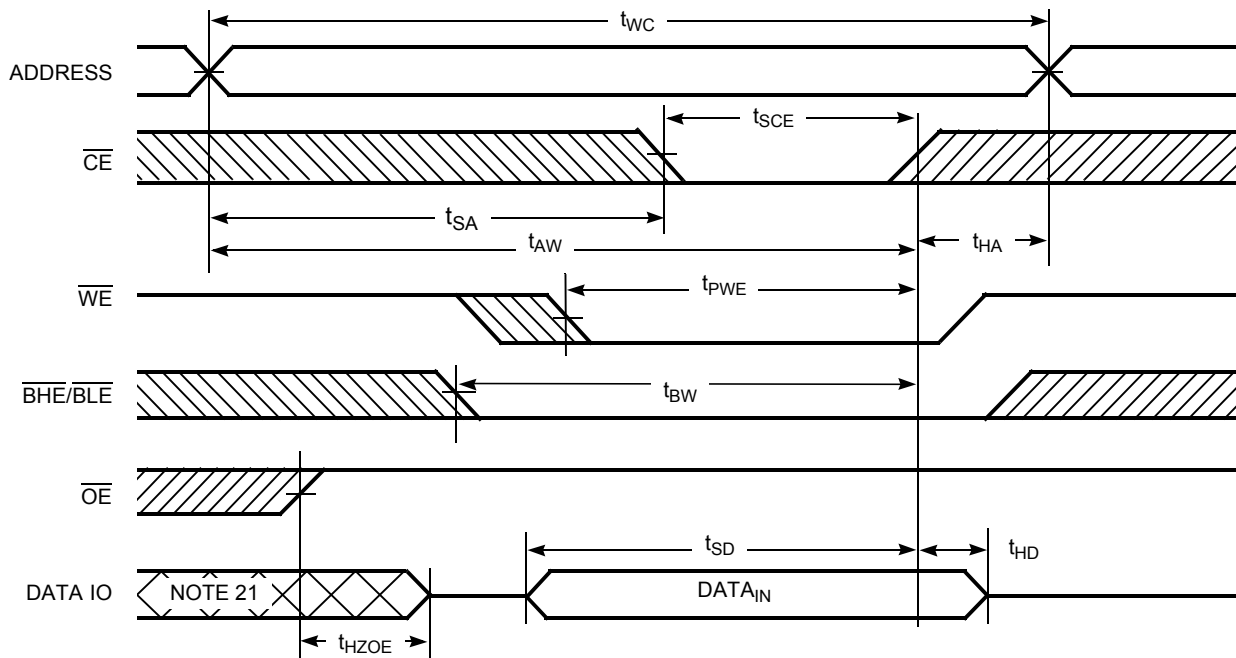 tWC
ADDRESS
tSCE
CE
tSA
tAW
tHA
WE
tPWE
BHE/BLE
tBW
OE
tSD
tHD
DATA IO
NOTE 21
DATAIN
tHZOE